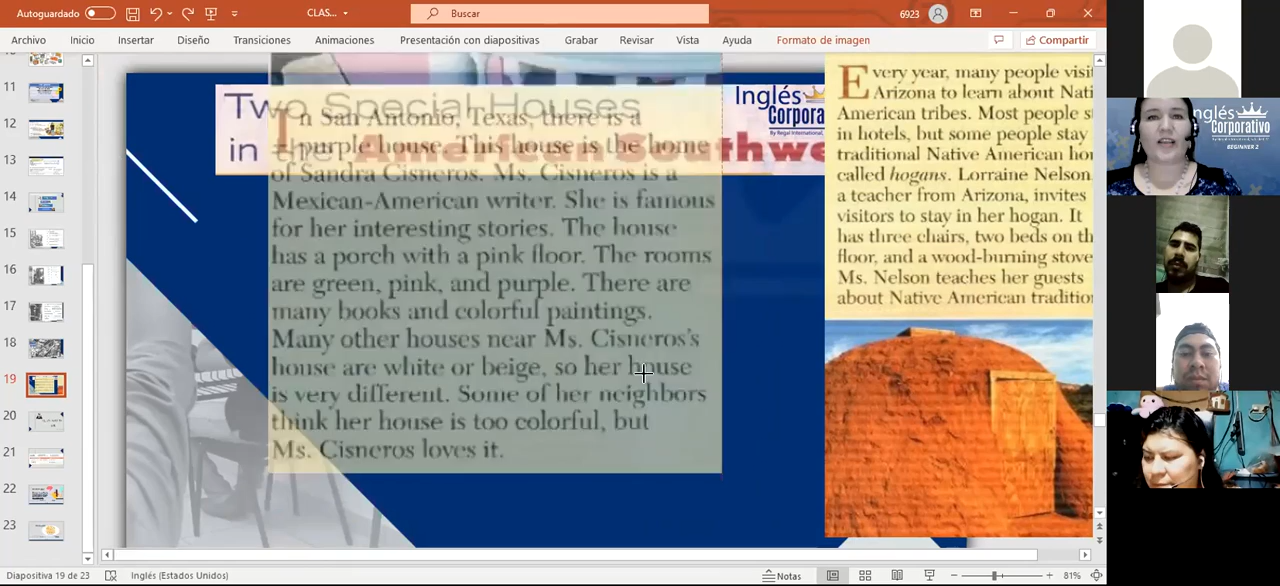 Autoguardado
CLAS...
Buscar
6923
Archivo
Inicio
Insertar
Diseño
Transiciones
Animaciones
Presentación con diapositivas
Grabar
Revisar
Vista
Ayuda
Formato de imagen
Compartir
11
12
13
14
15
16
17
18
19
20
21
22
23
Two Special Houses
in the American Southwe
Inglés
Corporativo
By Regal International,
In San Antonio, Texas, there is a
purple house. This house is the home
of Sandra Cisneros. Ms. Cisneros is a
Mexican-American writer. She is famous
for her interesting stories. The house
has a porch with a pink floor. The rooms
are green, pink, and purple. There are
many books and colorful paintings.
Many other houses near Ms. Cisneros's
house are white or beige, so her house
is very different. Some of her neighbors
think her house is too colorful, but
Ms. Cisneros loves it.
Every year, many people visi
Arizona to learn about Nati
American tribes. Most people s
in hotels, but some people stay
traditional Native American ho
called hogans. Lorraine Nelson
a teacher from Arizona, invites
visitors to stay in her hogan. It
has three chairs, two beds on th
floor, and a wood-burning stove
Ms. Nelson teaches her guests
about Native American traditio
Inglés
Corporativo
BEGINNER 2
Diapositiva 19 de 23
Inglés (Estados Unidos)
Notas
81%